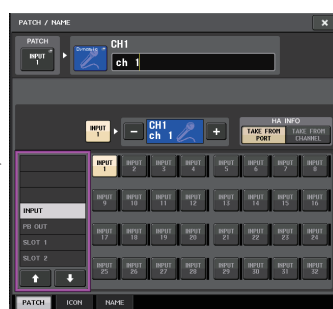 PATCH / NAME
PATCH
INPUT 1
Dynamic
CH1
ch 1
INPUT 1
CH1
ch 1
HA INFO
TAKE FROM PORT
TAKE FROM CHANNEL
INPUT 1 INPUT 2 INPUT 3 INPUT 4 INPUT 5 INPUT 6 INPUT 7 INPUT 8
INPUT
INPUT 9 INPUT 10 INPUT 11 INPUT 12 INPUT 13 INPUT 14 INPUT 15 INPUT 16
PB OUT
SLOT 1
INPUT 17 INPUT 18 INPUT 19 INPUT 20 INPUT 21 INPUT 22 INPUT 23 INPUT 24
SLOT 2
INPUT 25 INPUT 26 INPUT 27 INPUT 28 INPUT 29 INPUT 30 INPUT 31 INPUT 32
PATCH
ICON
NAME